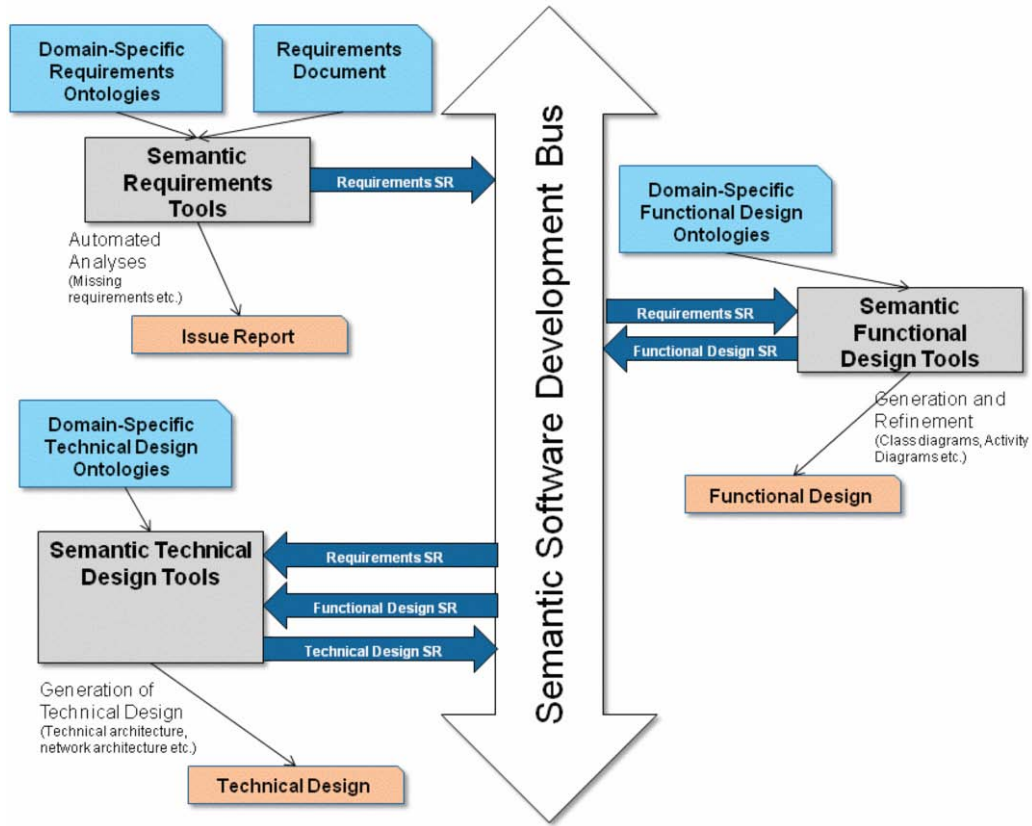 Domain-Specific
Requirements
Ontologies
Requirements
Document
Semantic
Requirements
Tools
Requirements SR
Automated
Analyses
(Missing
requirements etc.)
Issue Report
Semantic Software Development Bus
Domain-Specific
Functional Design
Ontologies
Requirements SR
Functional Design SR
Semantic
Functional
Design Tools
Generation and
Refinement
(Class diagrams, Activity
Diagrams etc.)
Functional Design
Domain-Specific
Technical Design
Ontologies
Semantic Technical
Design Tools
Requirements SR
Functional Design SR
Technical Design SR
Generation of
Technical Design
(Technical architecture,
network architecture etc.)
Technical Design